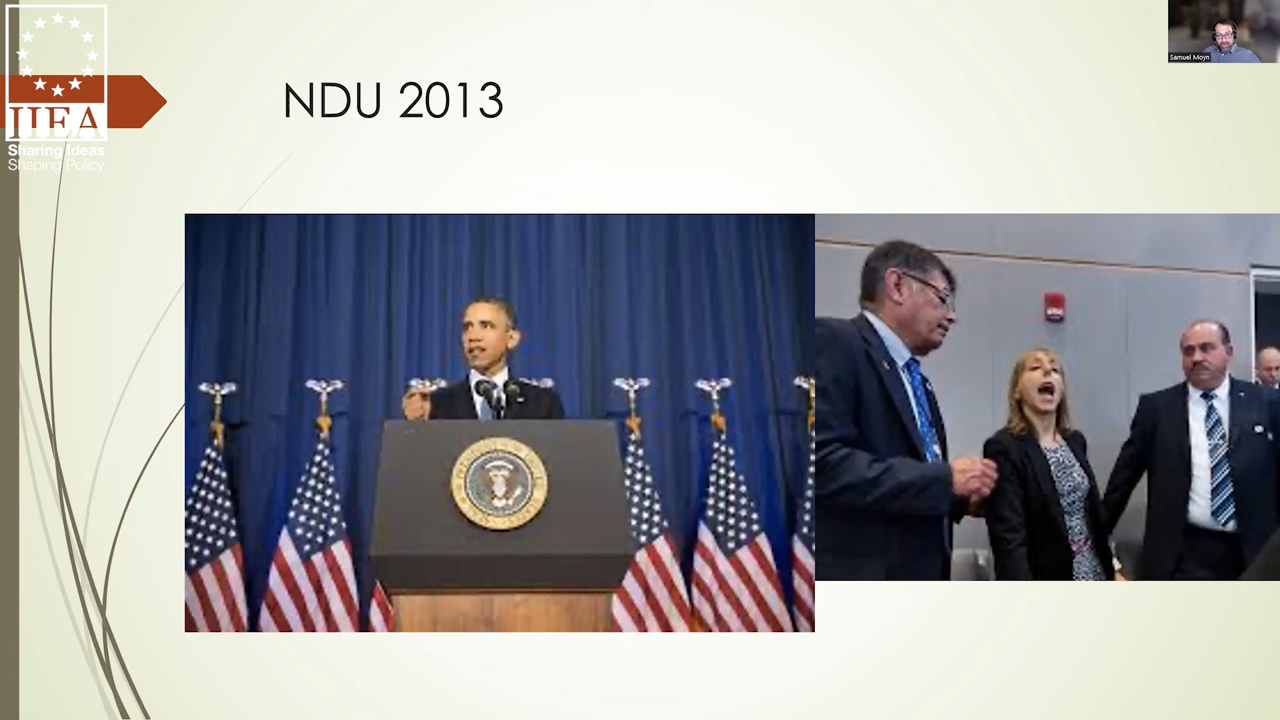 IIEA
Sharing Ideas
Shaping Policy
NDU 2013
Samuel Moyn